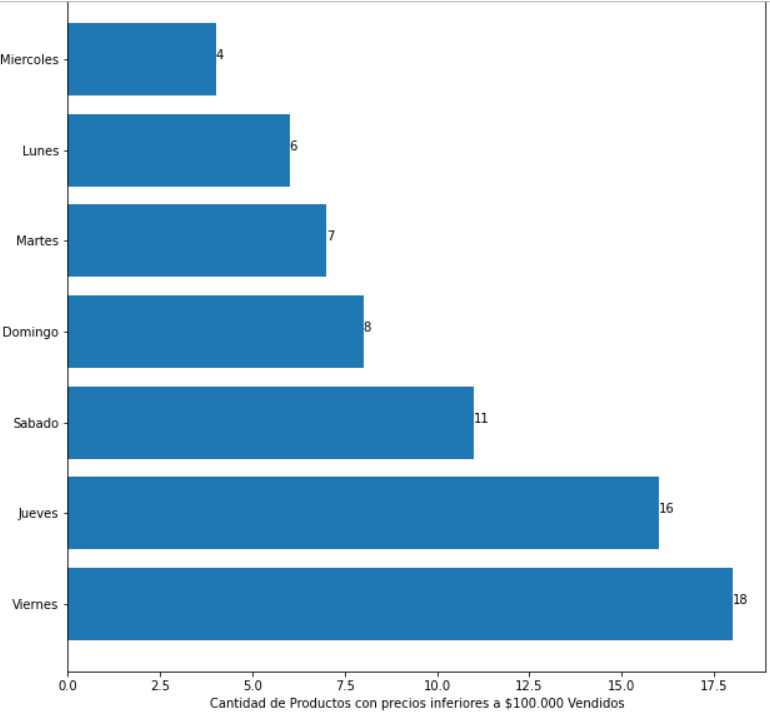 Miercoles 4
Lunes 6
Martes 7
Domingo 8
Sabado 11
Jueves 16
Viernes 18
0.0 2.5 5.0 7.5 10.0 12.5 15.0 17.5
Cantidad de Productos con precios inferiores a $100.000 Vendidos